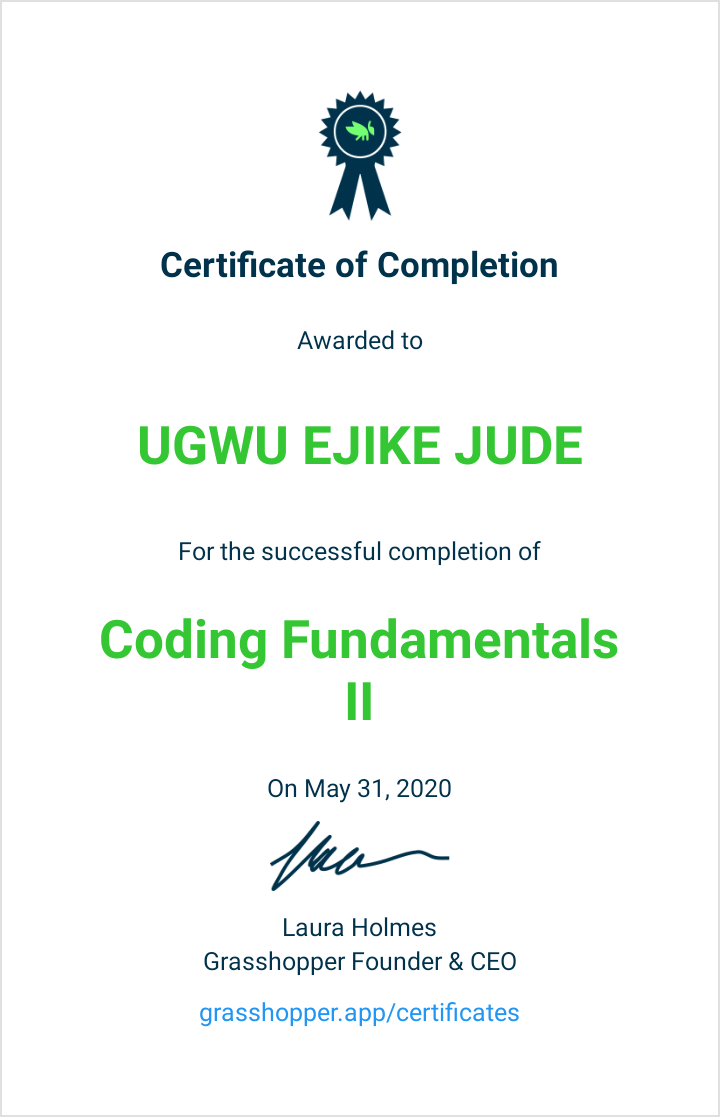 Certificate of Completion
Awarded to
UGWU EJIKE JUDE
For the successful completion of
Coding Fundamentals
II
On May 31, 2020
Laura Holmes
Grasshopper Founder & CEO
grasshopper.app/certificates